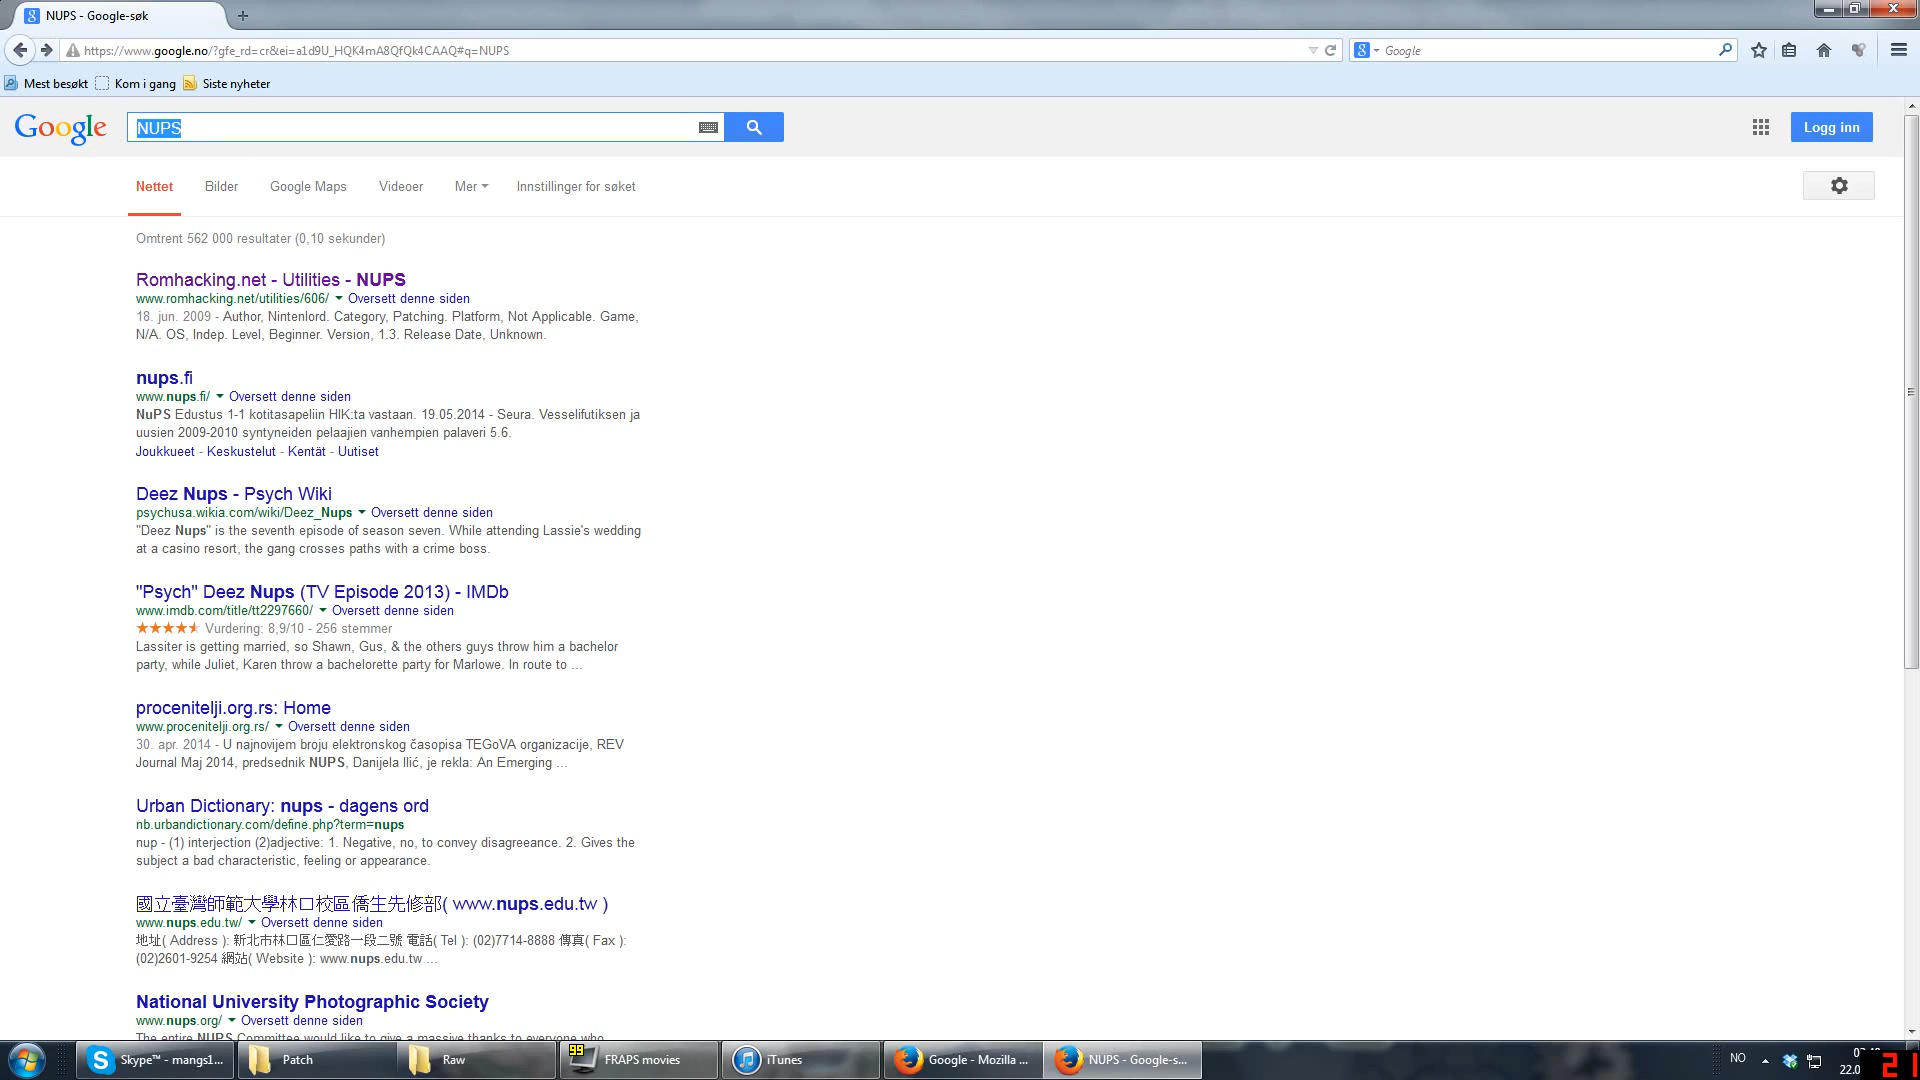 NUPS - Google-søk
https://www.google.no/?gfe_rd=cr&ei=a1d9U_HQK4mA8QfQk4CAAQ#q=NUPS
Google
Mest besøkt Kom i gang Siste nyheter
Google NUPS Logg inn
Nettet Bilder Google Maps Videoer Mer Innstillinger for søket
Omtrent 562 000 resultater (0,10 sekunder)
Romhacking.net - Utilities - NUPS
www.romhacking.net/utilities/606/ Oversett denne siden
18. jun. 2009 - Author, Nintenlord. Category, Patching. Platform, Not Applicable. Game,
N/A. OS, Indep. Level, Beginner. Version, 1.3. Release Date, Unknown.
nups.fi
www.nups.fi/ Oversett denne siden
NuPS Edustus 1-1 kotitasapeliin HIK:ta vastaan. 19.05.2014 - Seura. Vesselifutiksen ja
uusien 2009-2010 syntyneiden pelaajien vanhempien palaveri 5.6.
Joukkueet - Keskustelut - Kentät - Uutiset
Deez Nups - Psych Wiki
psychusa.wikia.com/wiki/Deez_Nups Oversett denne siden
"Deez Nups" is the seventh episode of season seven. While attending Lassie's wedding
at a casino resort, the gang crosses paths with a crime boss.
"Psych" Deez Nups (TV Episode 2013) - IMDb
www.imdb.com/title/tt2297660/ Oversett denne siden
Vurdering: 8,9/10 - 256 stemmer
Lassiter is getting married, so Shawn, Gus, & the others guys throw him a bachelor
party, while Juliet, Karen throw a bachelorette party for Marlowe. In route to ...
procenitelji.org.rs: Home
www.procenitelji.org.rs/ Oversett denne siden
30. apr. 2014 - U najnovijem broju elektronskog časopisa TEGoVA organizacije, REV
Journal Maj 2014, predsednik NUPS, Danijela Ilić, je rekla: An Emerging ...
Urban Dictionary: nups - dagens ord
nb.urbandictionary.com/define.php?term=nups
nup - (1) interjection (2)adjective: 1. Negative, no, to convey disagreeance. 2. Gives the
subject a bad characteristic, feeling or appearance.
國立臺灣師範大學林口校區僑生先修部( www.nups.edu.tw )
www.nups.edu.tw/ Oversett denne siden
地址( Address ): 新北市林口區仁愛路一段二號 電話( Tel ): (02)7714-8888 傳真( Fax ):
(02)2601-9254 網站( Website ): www.nups.edu.tw ...
National University Photographic Society
www.nups.org/ Oversett denne siden
The entire NUPS Committee would like to give a massive thanks to everyone who
Skype™ - mangs1... Patch Raw 99 FRAPS movies iTunes Google - Mozilla ... NUPS - Google-s... NO
22.0 21